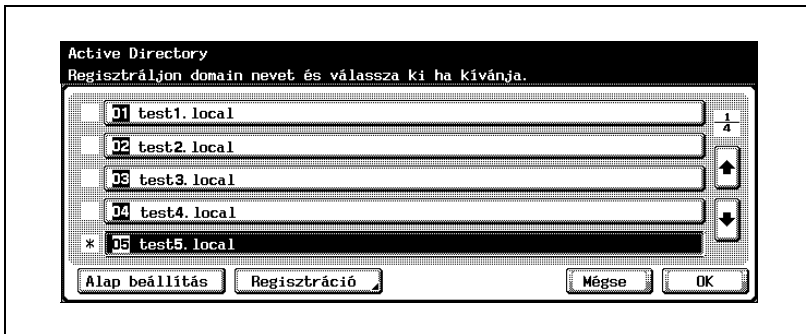 Active Directory
Regisztráljon domain nevet és válassza ki ha kívánja.
01 test1.local
1
4
02 test2.local
03 test3.local
04 test4.local
* 05 test5.local
Alap beállítás Regisztráció Mégse OK